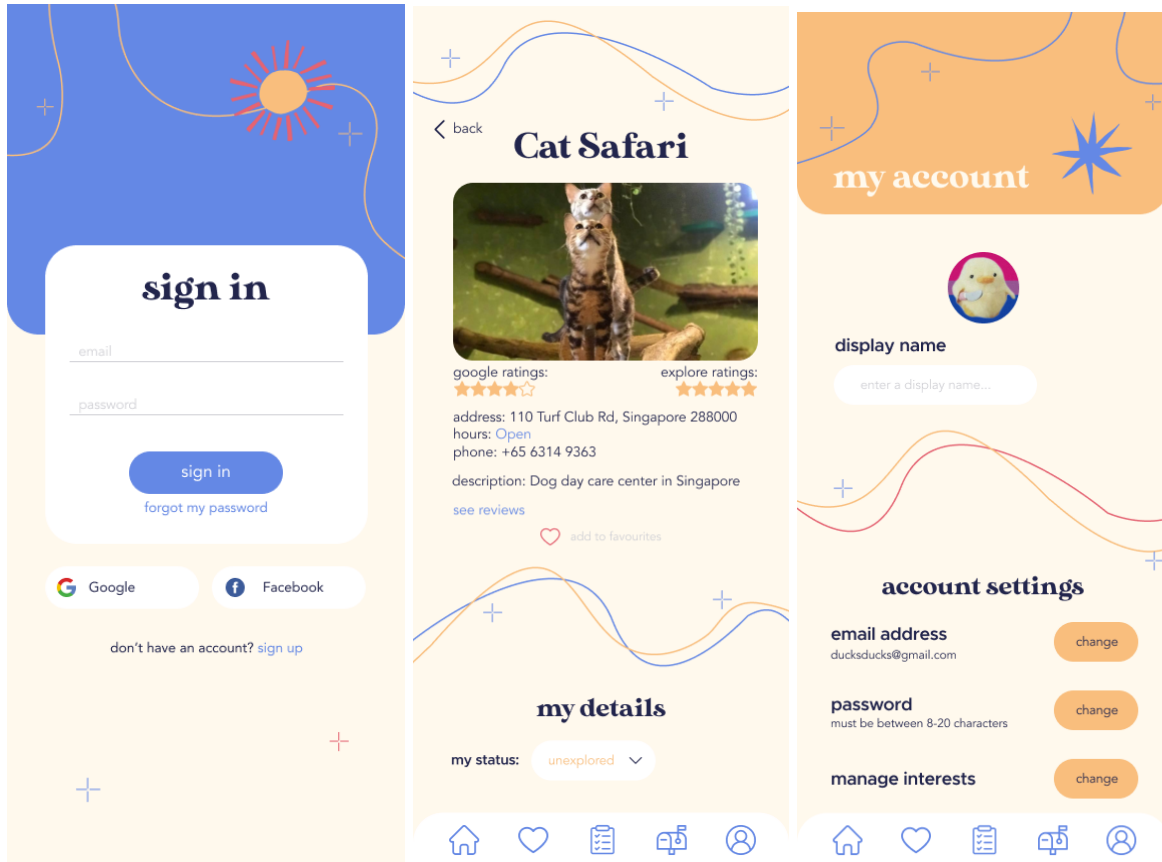 sign in
email
password
sign in
forgot my password
Google
Facebook
don't have an account? sign up
back
Cat Safari
google ratings:
explore ratings:
address: 110 Turf Club Rd, Singapore 288000
hours: Open
phone: +65 6314 9363
description: Dog day care center in Singapore
see reviews
add to favourites
my details
my status:
unexplored
my account
display name
enter a display name...
account settings
email address
ducksducks@gmail.com
change
password
must be between 8-20 characters
change
manage interests
change